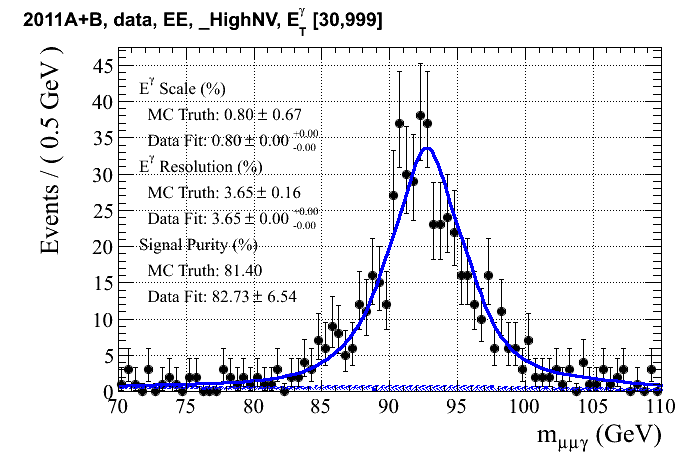 2011A+B, data, EE, _HighNV, E_T^γ [30,999]
Events / ( 0.5 GeV )
45
40
35
30
25
20
15
10
5
0
E^γ Scale (%)
MC Truth: 0.80 ± 0.67
Data Fit: 0.80 ± 0.00 +0.00 -0.00
E^γ Resolution (%)
MC Truth: 3.65 ± 0.16
Data Fit: 3.65 ± 0.00 +0.00 -0.00
Signal Purity (%)
MC Truth: 81.40
Data Fit: 82.73 ± 6.54
70 75 80 85 90 95 100 105 110
m_μμγ (GeV)